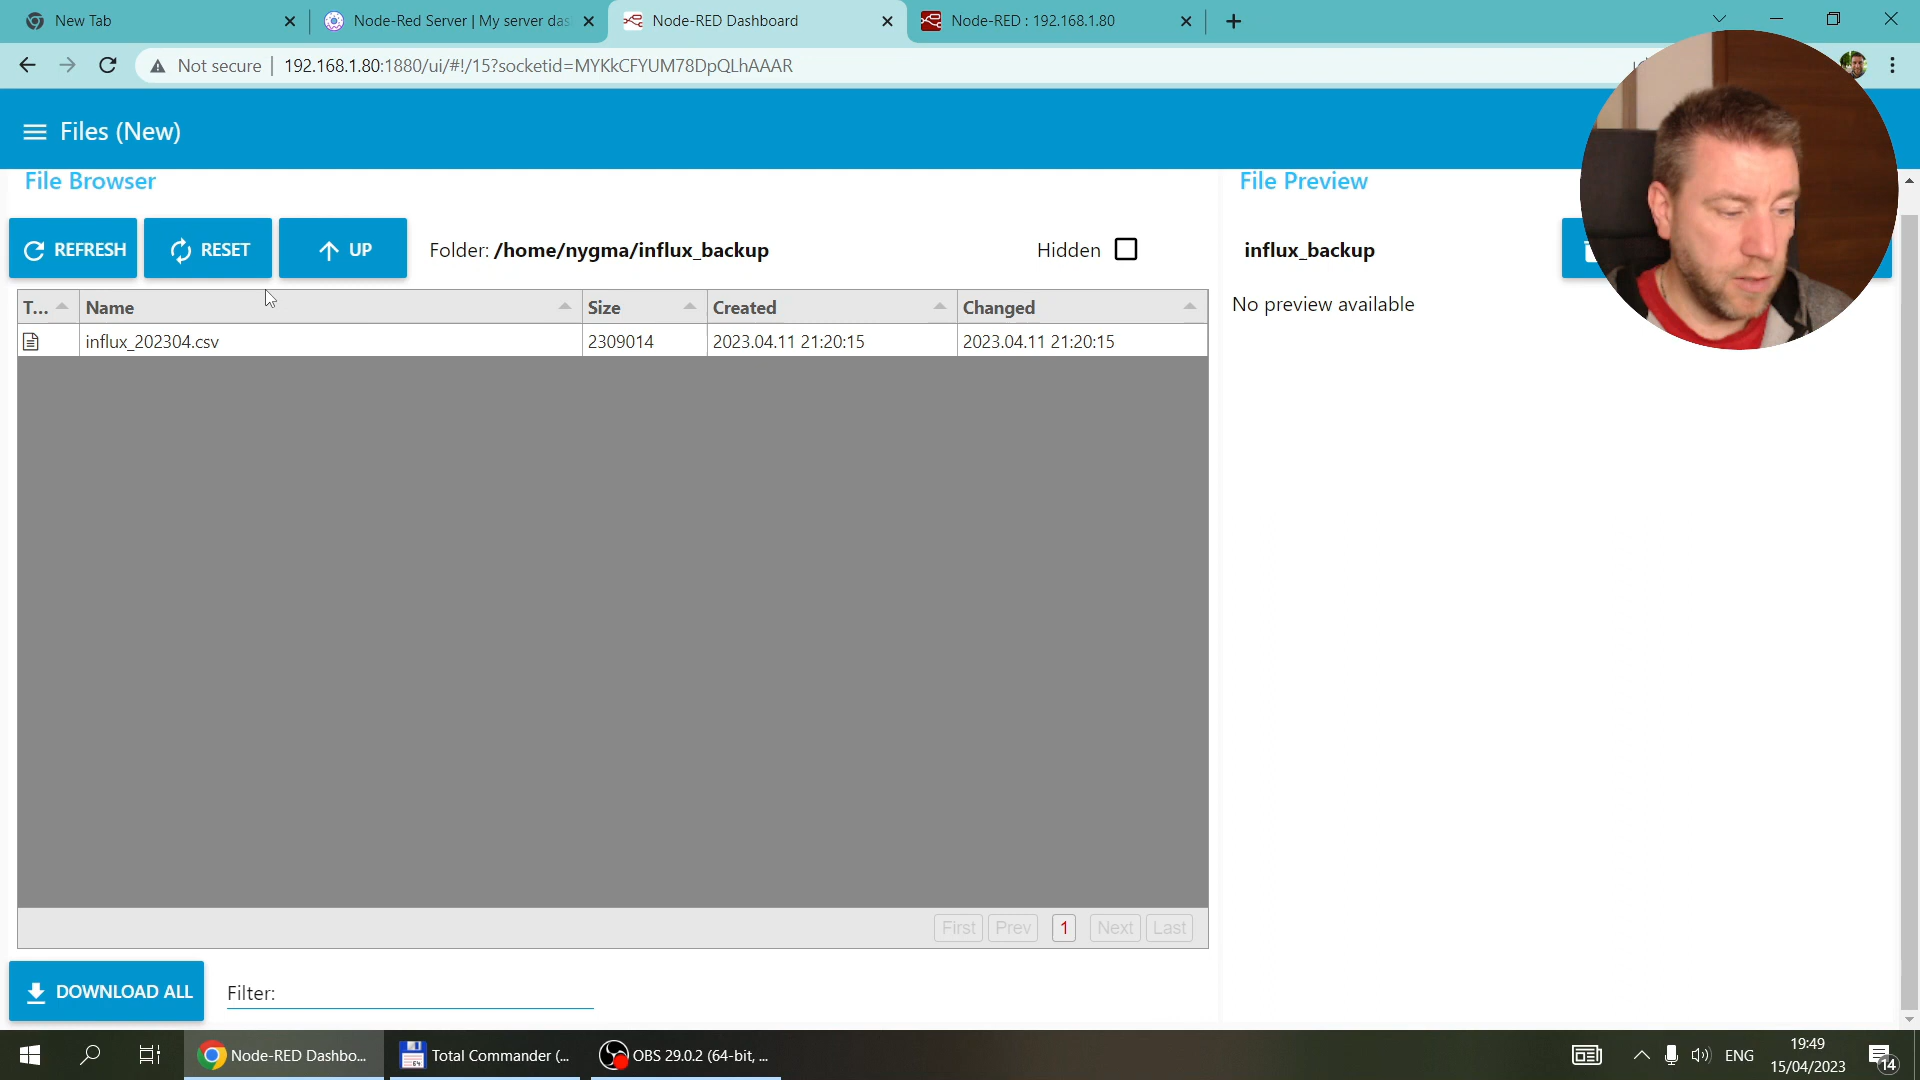 New Tab
Node-Red Server | My server das
Node-RED Dashboard
Node-RED : 192.168.1.80
Not secure
192.168.1.80:1880/ui/#!/15?socketid=MYKkCFYUM78DpQLhAAAR
Files (New)
File Browser
File Preview
REFRESH
RESET
UP
Folder: /home/nygma/influx_backup
Hidden
influx_backup
T...
Name
Size
Created
Changed
No preview available
influx_202304.csv
2309014
2023.04.11 21:20:15
2023.04.11 21:20:15
First
Prev
1
Next
Last
DOWNLOAD ALL
Filter:
Node-RED Dashbo...
64
Total Commander (...
OBS 29.0.2 (64-bit, ...
ENG
19:49
15/04/2023
14